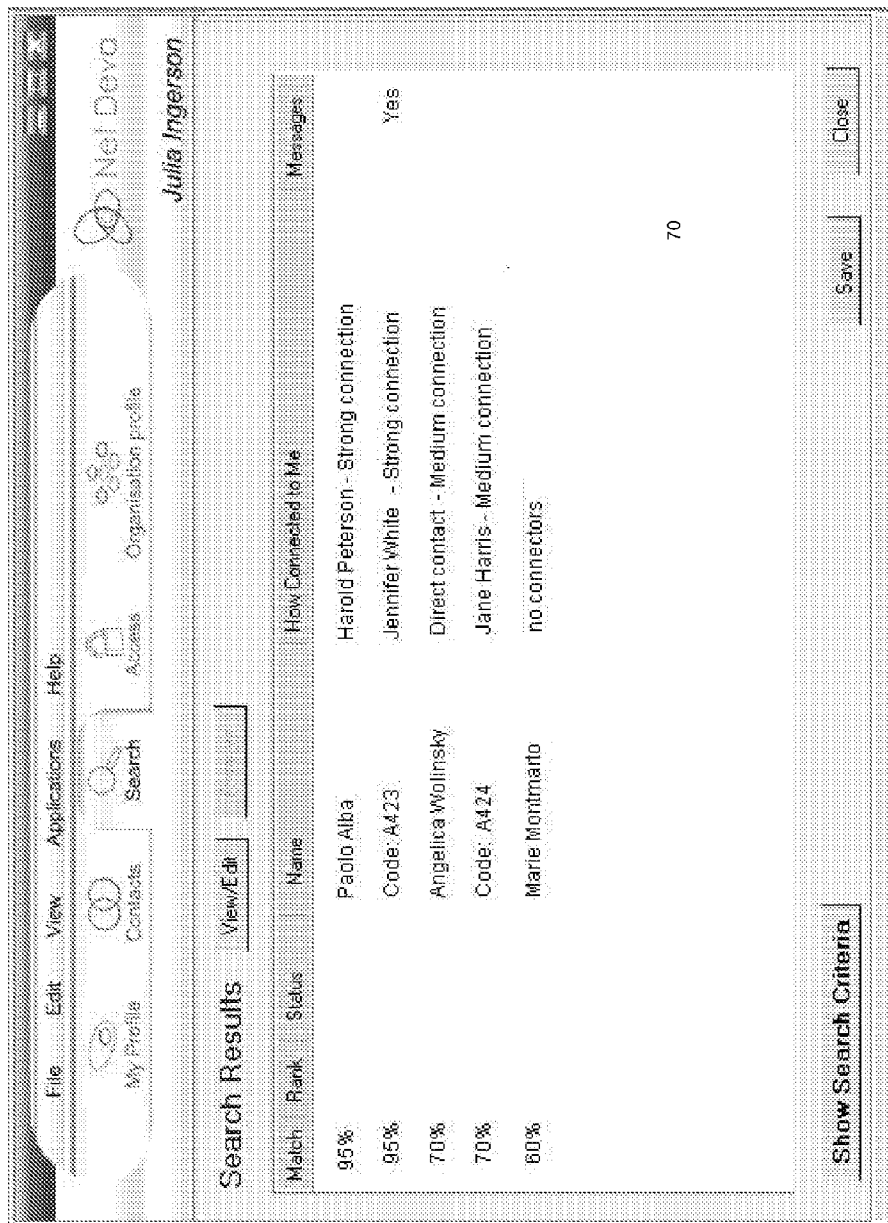 File Edit View Applications Help
My Profile Contacts Search Access Organisation profile Net Deva
Julia Ingerson
Search Results View/Edit
Match Rank Status Name How Connected to Me Messages
95% Paolo Alba Harold Peterson - Strong connection
95% Code: A423 Jennifer White - Strong connection Yes
70% Angelica Wolinsky Direct contact - Medium connection
70% Code: A424 Jane Harris - Medium connection
60% Marie Montmarto no connectors
70
Show Search Criteria Save Close